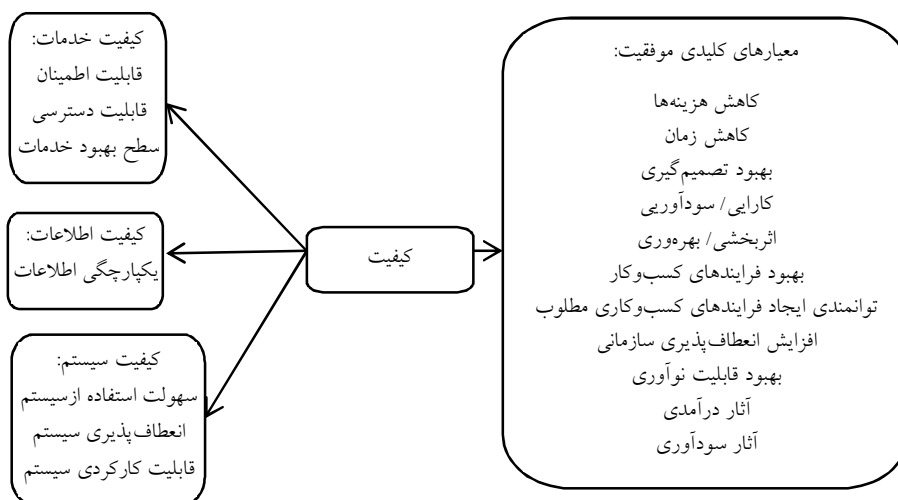 معیارهای کلیدی موفقیت:
کاهش هزینه‌ها
کاهش زمان
بهبود تصمیم‌گیری
کارایی/ سودآوریی
اثربخشی/ بهره‌وری
بهبود فرایندهای کسب‌وکار
توانمندی ایجاد فرایندهای کسب‌وکاری مطلوب
افزایش انعطاف‌پذیری سازمانی
بهبود قابلیت نوآوری
آثار درآمدی
آثار سودآوری
کیفیت
کیفیت خدمات:
قابلیت اطمینان
قابلیت دسترسی
سطح بهبود خدمات
کیفیت اطلاعات:
یکپارچگی اطلاعات
کیفیت سیستم:
سهولت استفاده ازسیستم
انعطاف‌پذیری سیستم
قابلیت کارکردی سیستم